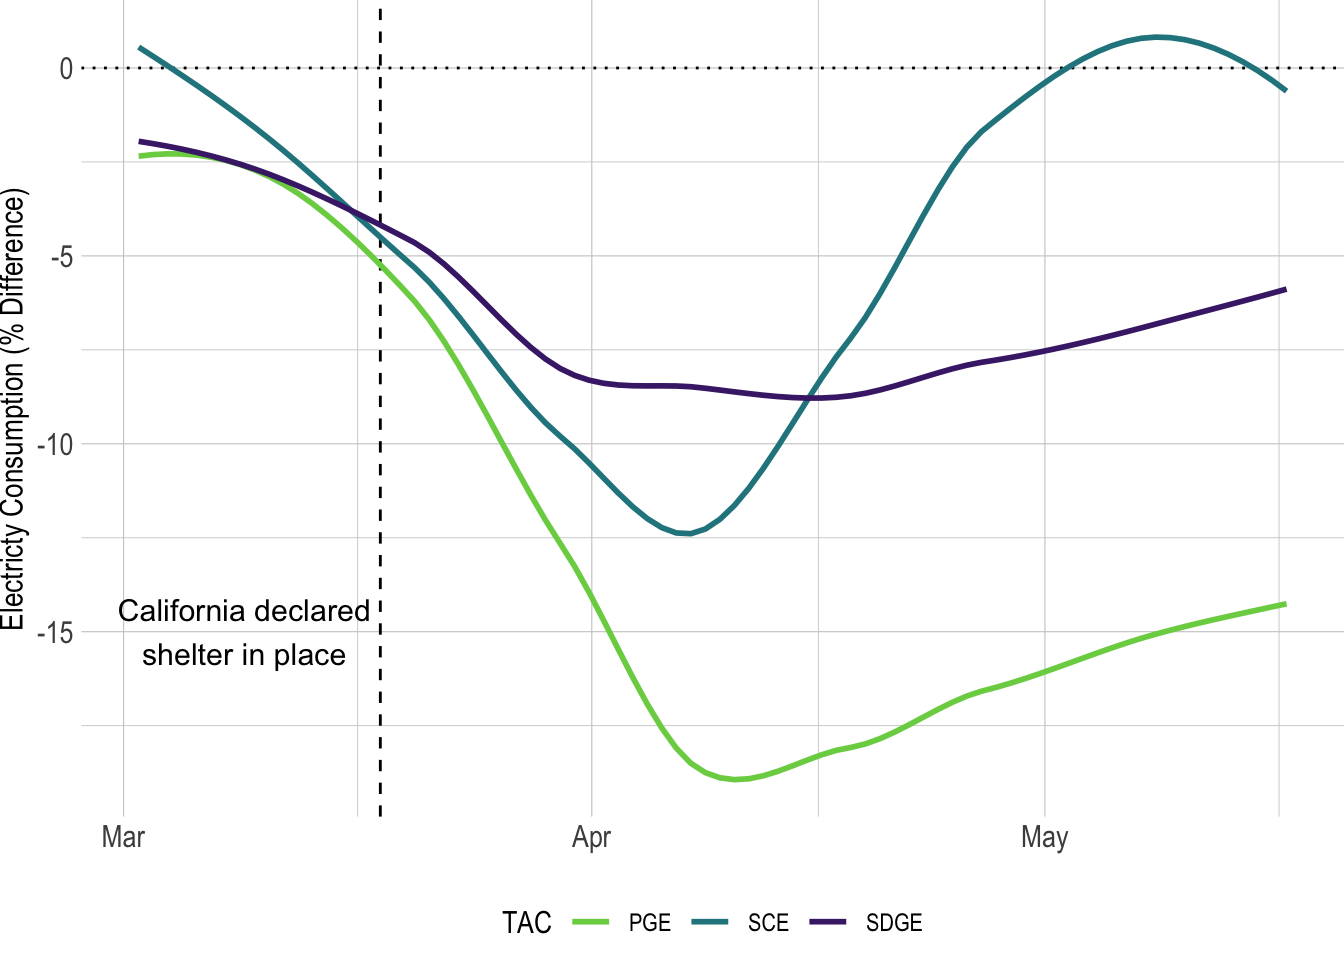 Electricty Consumption (% Difference)
0
-5
-10
-15
California declared
shelter in place
Mar Apr May
TAC PGE SCE SDGE